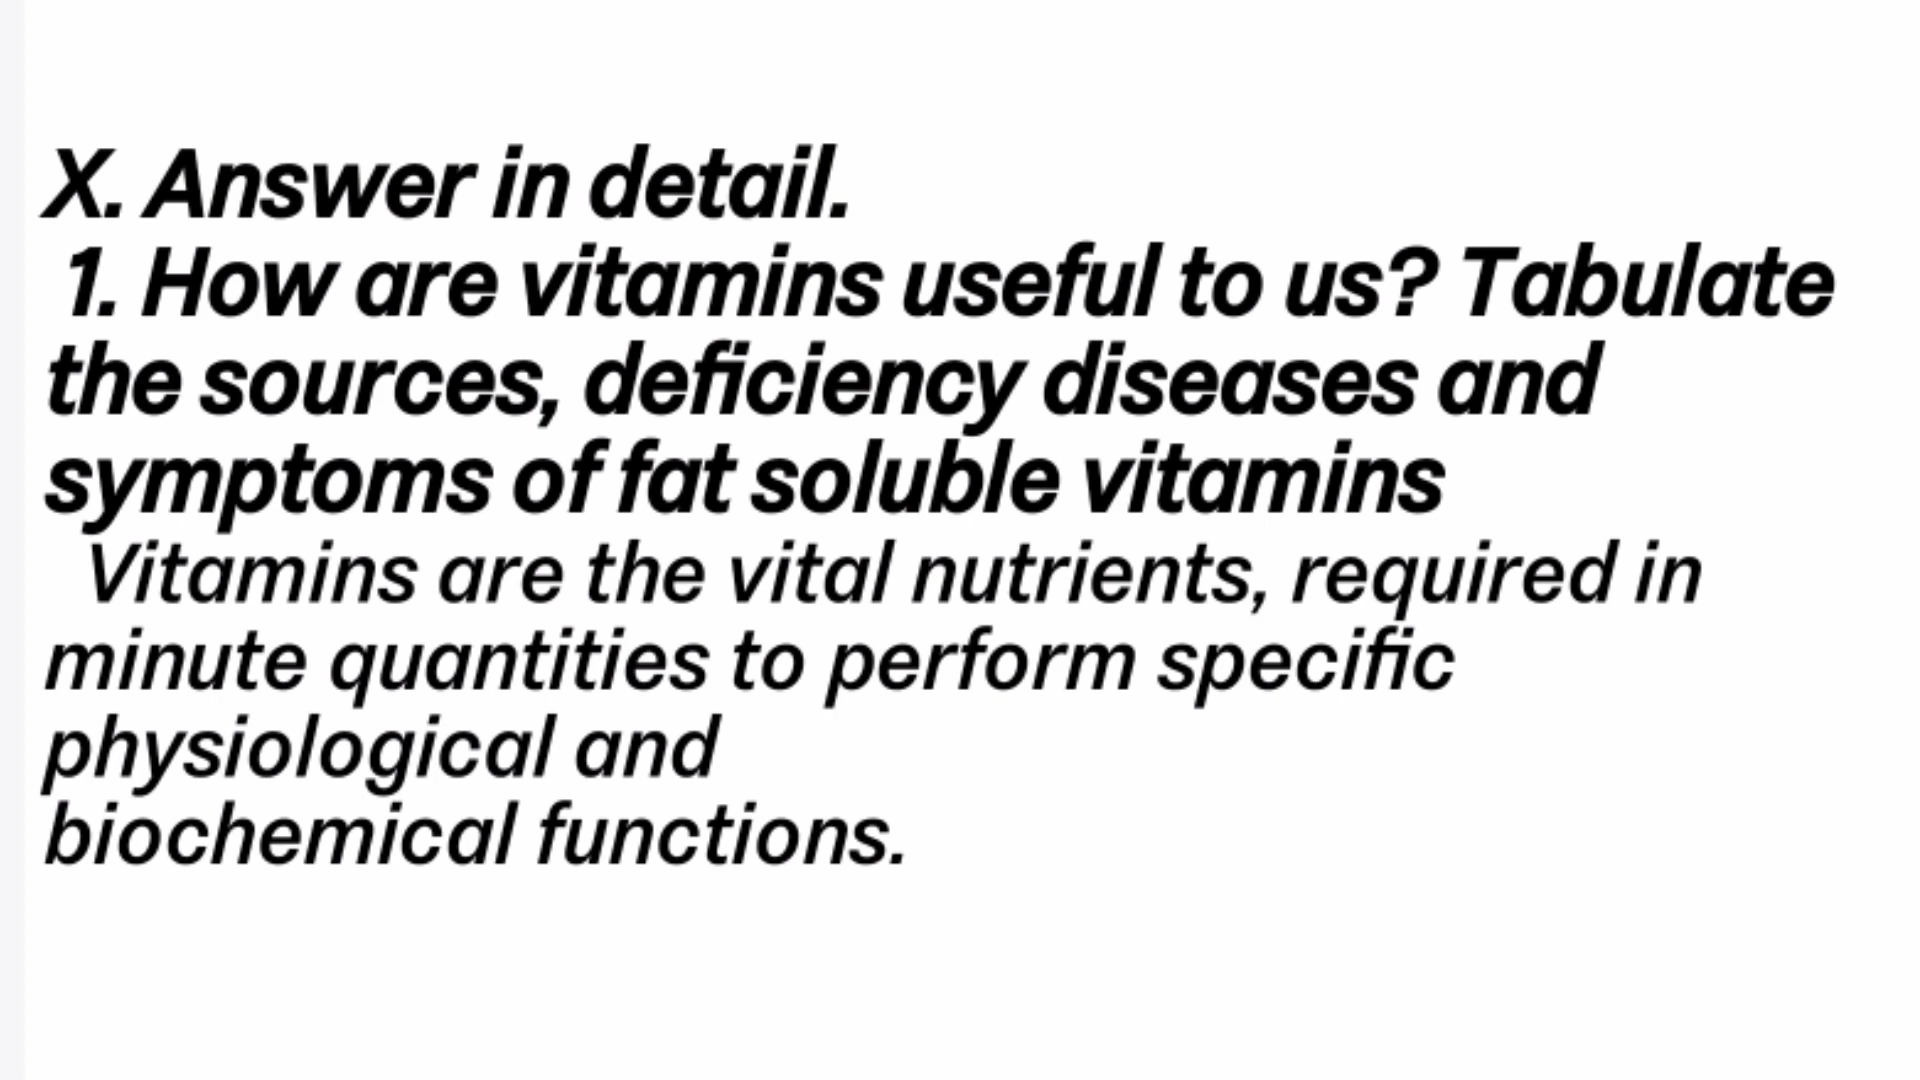 X. Answer in detail.
1. How are vitamins useful to us? Tabulate
the sources, deficiency diseases and
symptoms of fat soluble vitamins
Vitamins are the vital nutrients, required in
minute quantities to perform specific
physiological and
biochemical functions.